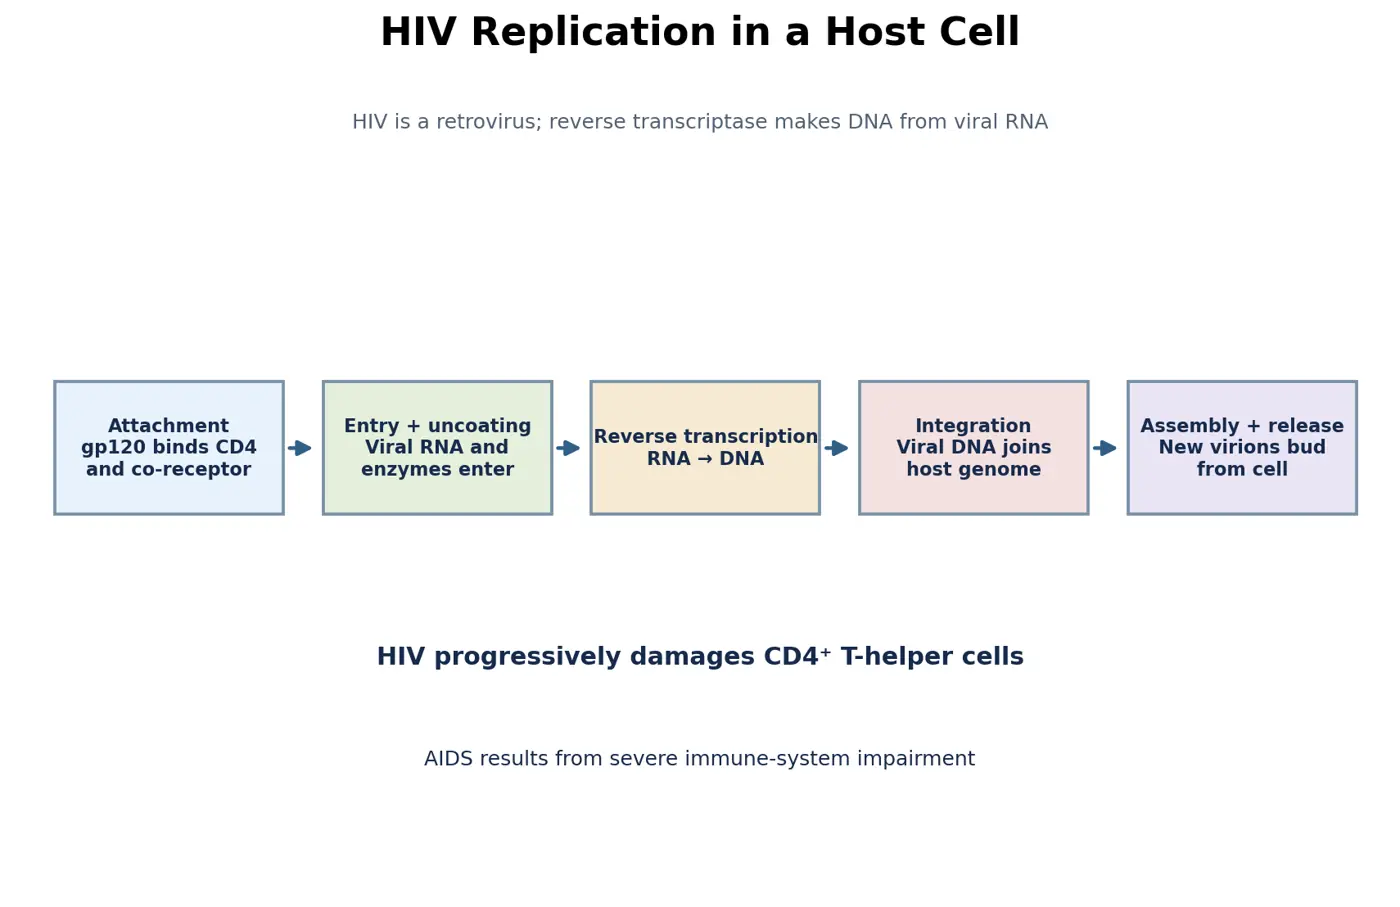 HIV Replication in a Host Cell
HIV is a retrovirus; reverse transcriptase makes DNA from viral RNA
Attachment
gp120 binds CD4
and co-receptor
Entry + uncoating
Viral RNA and
enzymes enter
Reverse transcription
RNA → DNA
Integration
Viral DNA joins
host genome
Assembly + release
New virions bud
from cell
HIV progressively damages CD4⁺ T-helper cells
AIDS results from severe immune-system impairment